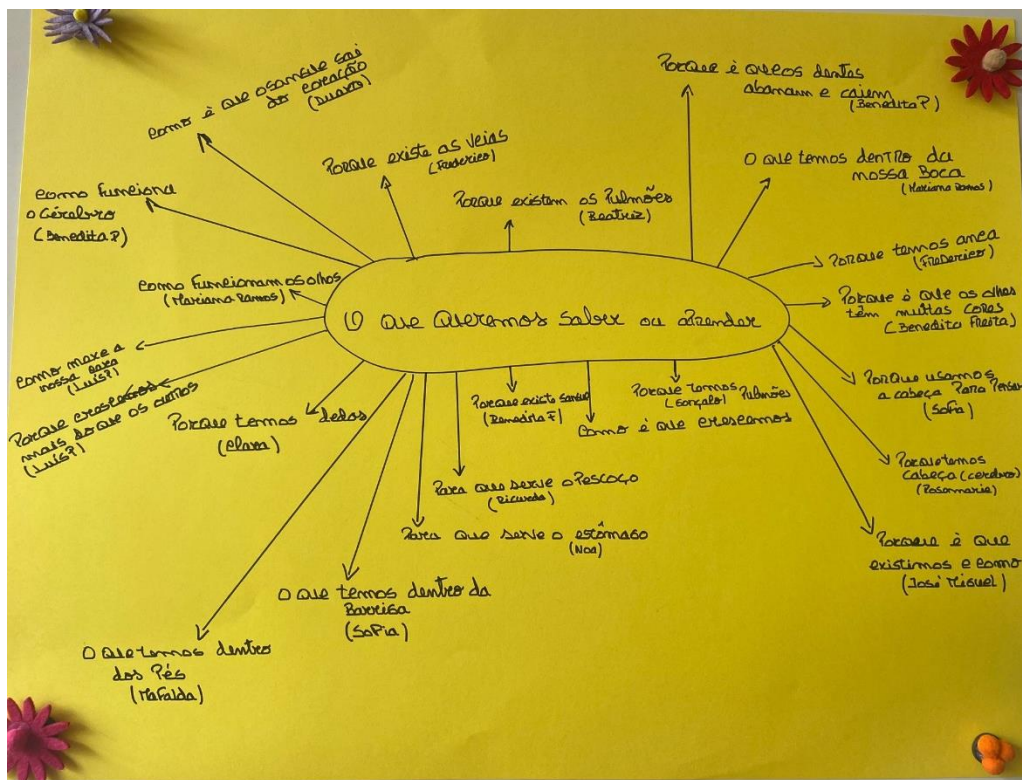 Como é que o sangue sai
do coração
(Duarte)
Porque existe as veias
(Frederico)
Porque existem os Pulmões
(Beatriz)
Porque é que os dentes
abanam e caiem
(Benedita P)
O que temos dentro da
nossa Boca
(Mariana Ramos)
como funciona
o Cérebro
(Benedita P)
como funcionam os olhos
(Mariana Ramos)
O que queremos saber ou aprender
Porque temos anca
(Frederico)
Porque é que os olhos
têm muitas cores
(Benedita Freita)
como mexe a
nossa cara
(Luís P)
Porque crescemos
mais do que os outros
(Luís P)
Porque temos dedos
(Clara)
Porque existe sangue
(Benedita F)
Como é que crescemos
Porque temos Pulmões
(Gonçalo)
Porque usamos
a cabeça Para Pensar
(Sofia)
Porque temos
cabeça (cérebro)
(Rosamarie)
Para que serve o Pescoço
(Ricardo)
Para que serve o estômago
(Noa)
Porque é que
existimos e como
(José Miguel)
O que temos dentro da
Barriga
(Sofia)
O que temos dentro
dos Pés
(Mafalda)